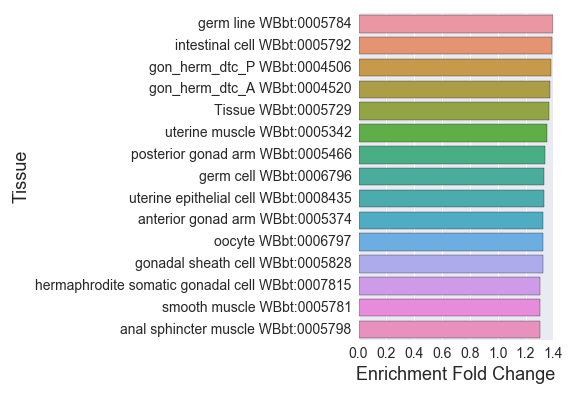 germ line WBbt:0005784
intestinal cell WBbt:0005792
gon_herm_dtc_P WBbt:0004506
gon_herm_dtc_A WBbt:0004520
Tissue WBbt:0005729
uterine muscle WBbt:0005342
posterior gonad arm WBbt:0005466
germ cell WBbt:0006796
uterine epithelial cell WBbt:0008435
anterior gonad arm WBbt:0005374
oocyte WBbt:0006797
gonadal sheath cell WBbt:0005828
hermaphrodite somatic gonadal cell WBbt:0007815
smooth muscle WBbt:0005781
anal sphincter muscle WBbt:0005798
Tissue
0.0 0.2 0.4 0.6 0.8 1.0 1.2 1.4
Enrichment Fold Change